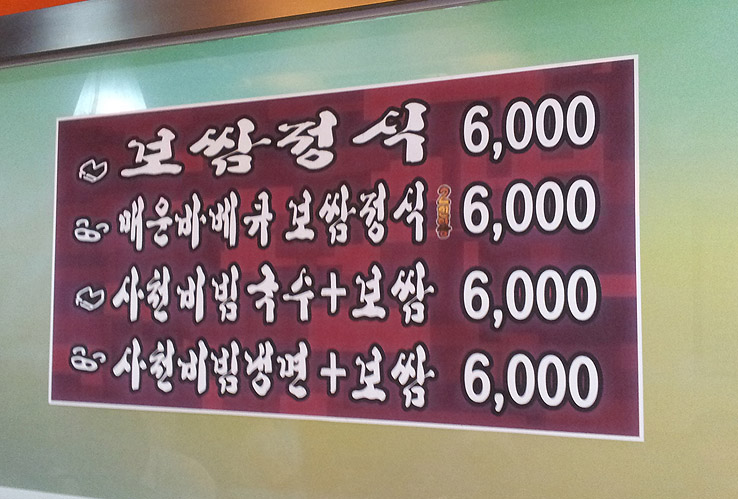 보쌈정식 6,000
매운바베큐 보쌈정식 6,000
사천비빔국수+보쌈 6,000
사천비빔냉면+보쌈 6,000